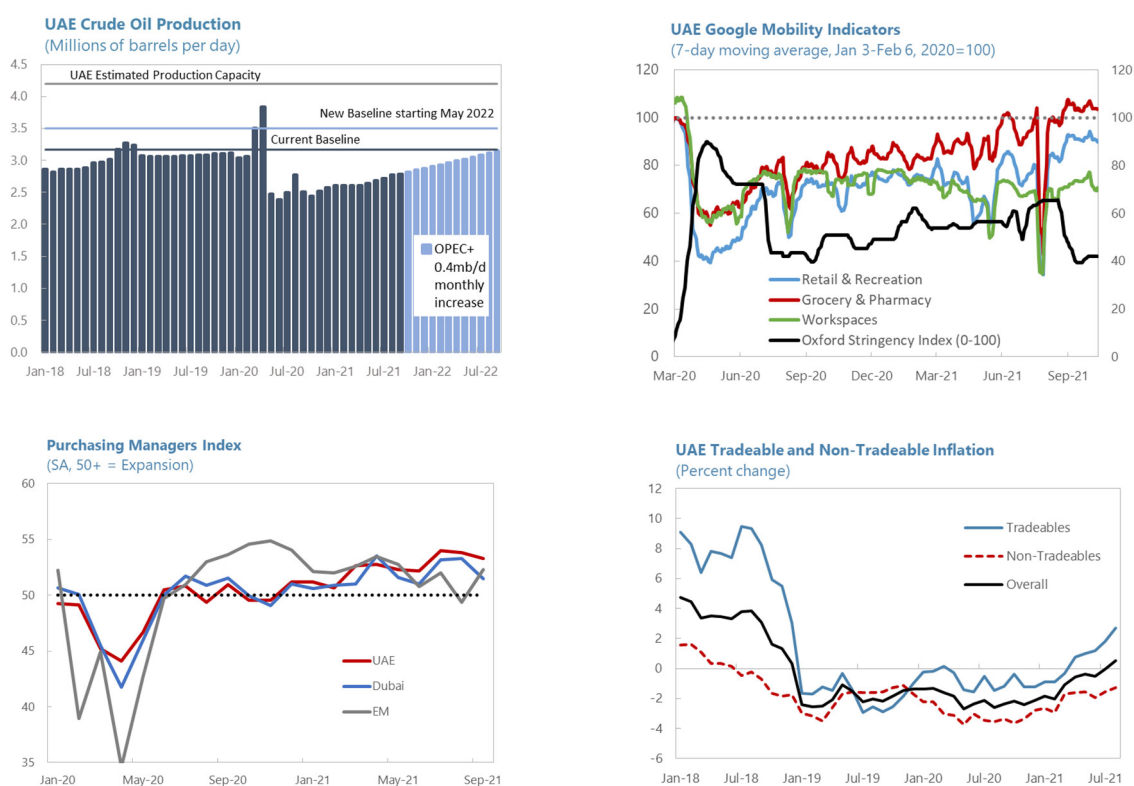 UAE Crude Oil Production
(Millions of barrels per day)
4.5
4.0
3.5
3.0
2.5
2.0
1.5
1.0
0.5
0.0
UAE Estimated Production Capacity
New Baseline starting May 2022
Current Baseline
OPEC+
0.4mb/d
monthly
increase
Jan-18 Jul-18 Jan-19 Jul-19 Jan-20 Jul-20 Jan-21 Jul-21 Jan-22 Jul-22
UAE Google Mobility Indicators
(7-day moving average, Jan 3-Feb 6, 2020=100)
120
100
80
60
40
20
0
120
100
80
60
40
20
0
Retail & Recreation
Grocery & Pharmacy
Workspaces
Oxford Stringency Index (0-100)
Mar-20 Jun-20 Sep-20 Dec-20 Mar-21 Jun-21 Sep-21
Purchasing Managers Index
(SA, 50+ = Expansion)
60
55
50
45
40
35
UAE
Dubai
EM
Jan-20 May-20 Sep-20 Jan-21 May-21 Sep-21
UAE Tradeable and Non-Tradeable Inflation
(Percent change)
12
10
8
6
4
2
0
-2
-4
-6
Tradeables
Non-Tradeables
Overall
Jan-18 Jul-18 Jan-19 Jul-19 Jan-20 Jul-20 Jan-21 Jul-21